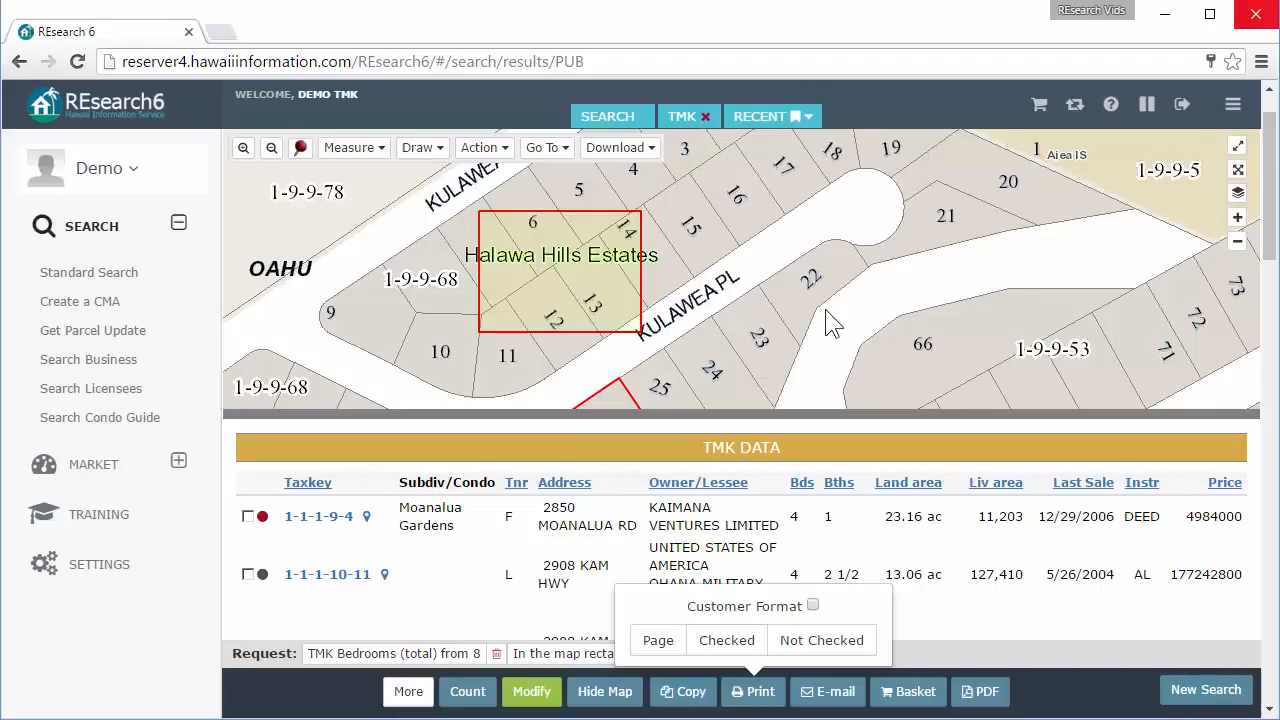 REsearch Vids
REsearch 6
reserver4.hawaiiinformation.com/REsearch6/#/search/results/PUB
REsearch6
Hawaii Information Service
WELCOME, DEMO TMK
SEARCH
TMK
RECENT
Demo
SEARCH
Standard Search
Create a CMA
Get Parcel Update
Search Business
Search Licensees
Search Condo Guide
MARKET
TRAINING
SETTINGS
Measure
Draw
Action
Go To
Download
3
17
18
19
1
Aiea IS
1-9-9-5
4
5
16
20
1-9-9-78
KULAWEA
6
14
15
21
Halawa Hills Estates
OAHU
1-9-9-68
22
73
9
13
12
KULAWEA PL
72
10
11
23
66
1-9-9-53
71
24
1-9-9-68
25
TMK DATA
Taxkey Subdiv/Condo Tnr Address Owner/Lessee Bds Bths Land area Liv area Last Sale Instr Price
1-1-1-9-4 Moanalua Gardens F 2850 MOANALUA RD KAIMANA VENTURES LIMITED 4 1 23.16 ac 11,203 12/29/2006 DEED 4984000
1-1-1-10-11 L 2908 KAM HWY UNITED STATES OF AMERICA OHANA MILITARY 4 2 1/2 13.06 ac 127,410 5/26/2004 AL 177242800
Customer Format
Page Checked Not Checked
Request: TMK Bedrooms (total) from 8 In the map recta
More Count Modify Hide Map Copy Print E-mail Basket PDF New Search